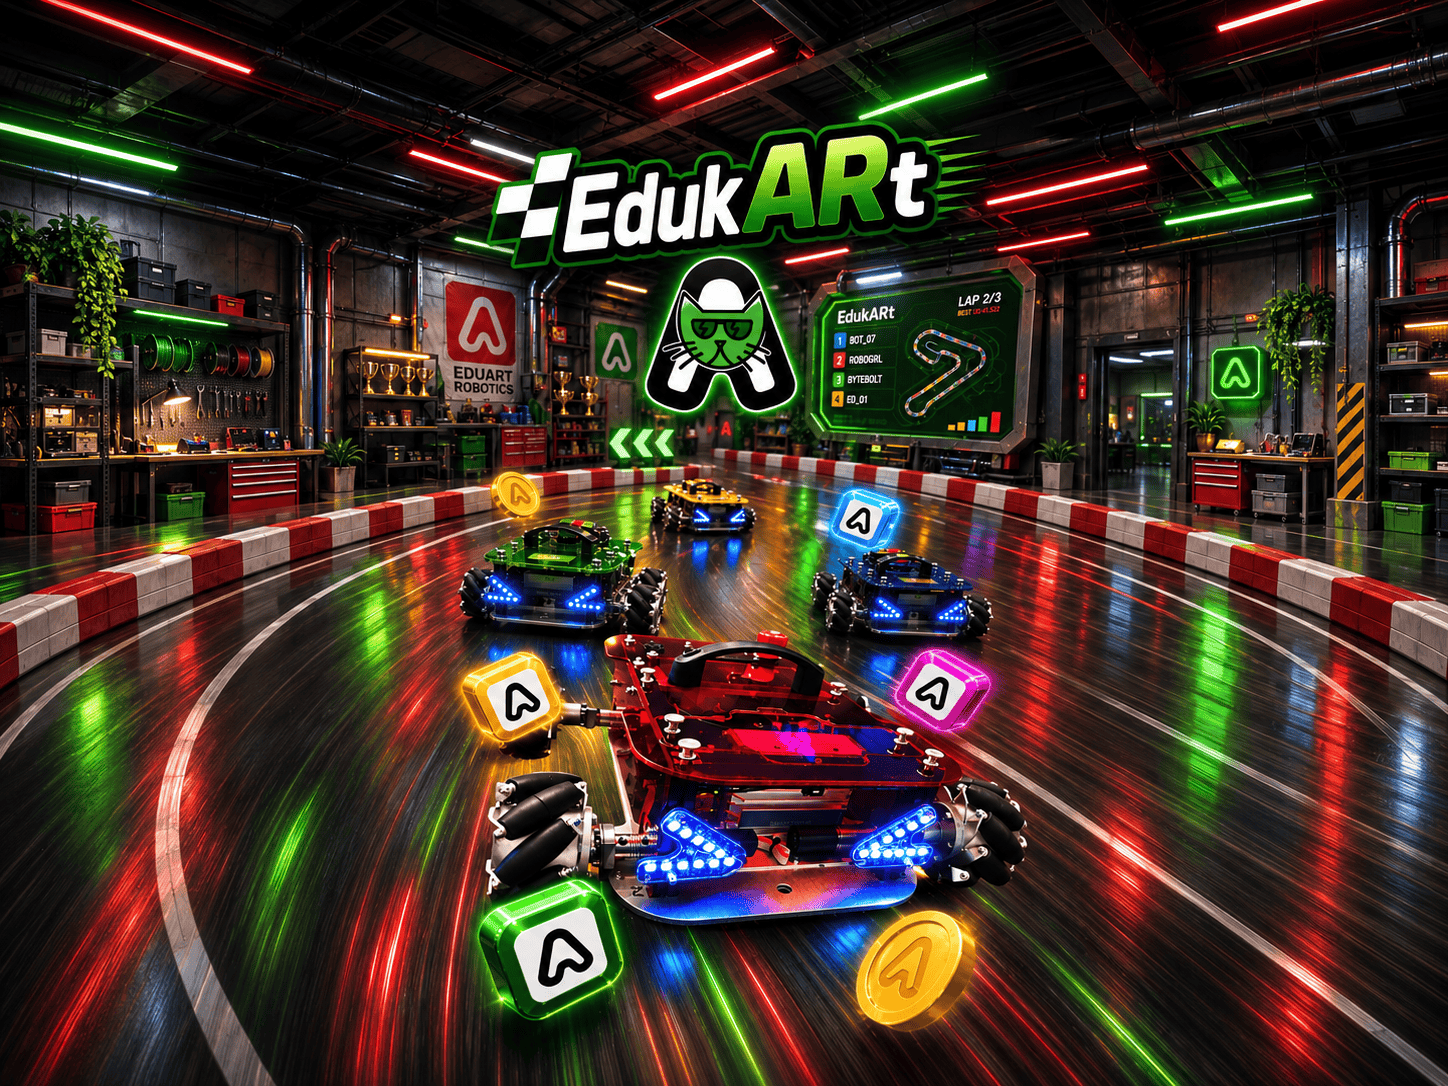 EdukARt
EDUART
ROBOTICS
EdukARt
LAP 2/3
1 BOT_07
2 ROBOGRL
3 BYTEBOLT
4 ED_01